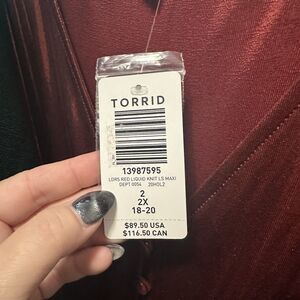 TORRID
13987595
LDRS RED LIQUID KNIT LS MAXI
DEPT 0054 20HOL2
2
2X
18-20
$89.50 USA
$116.50 CAN